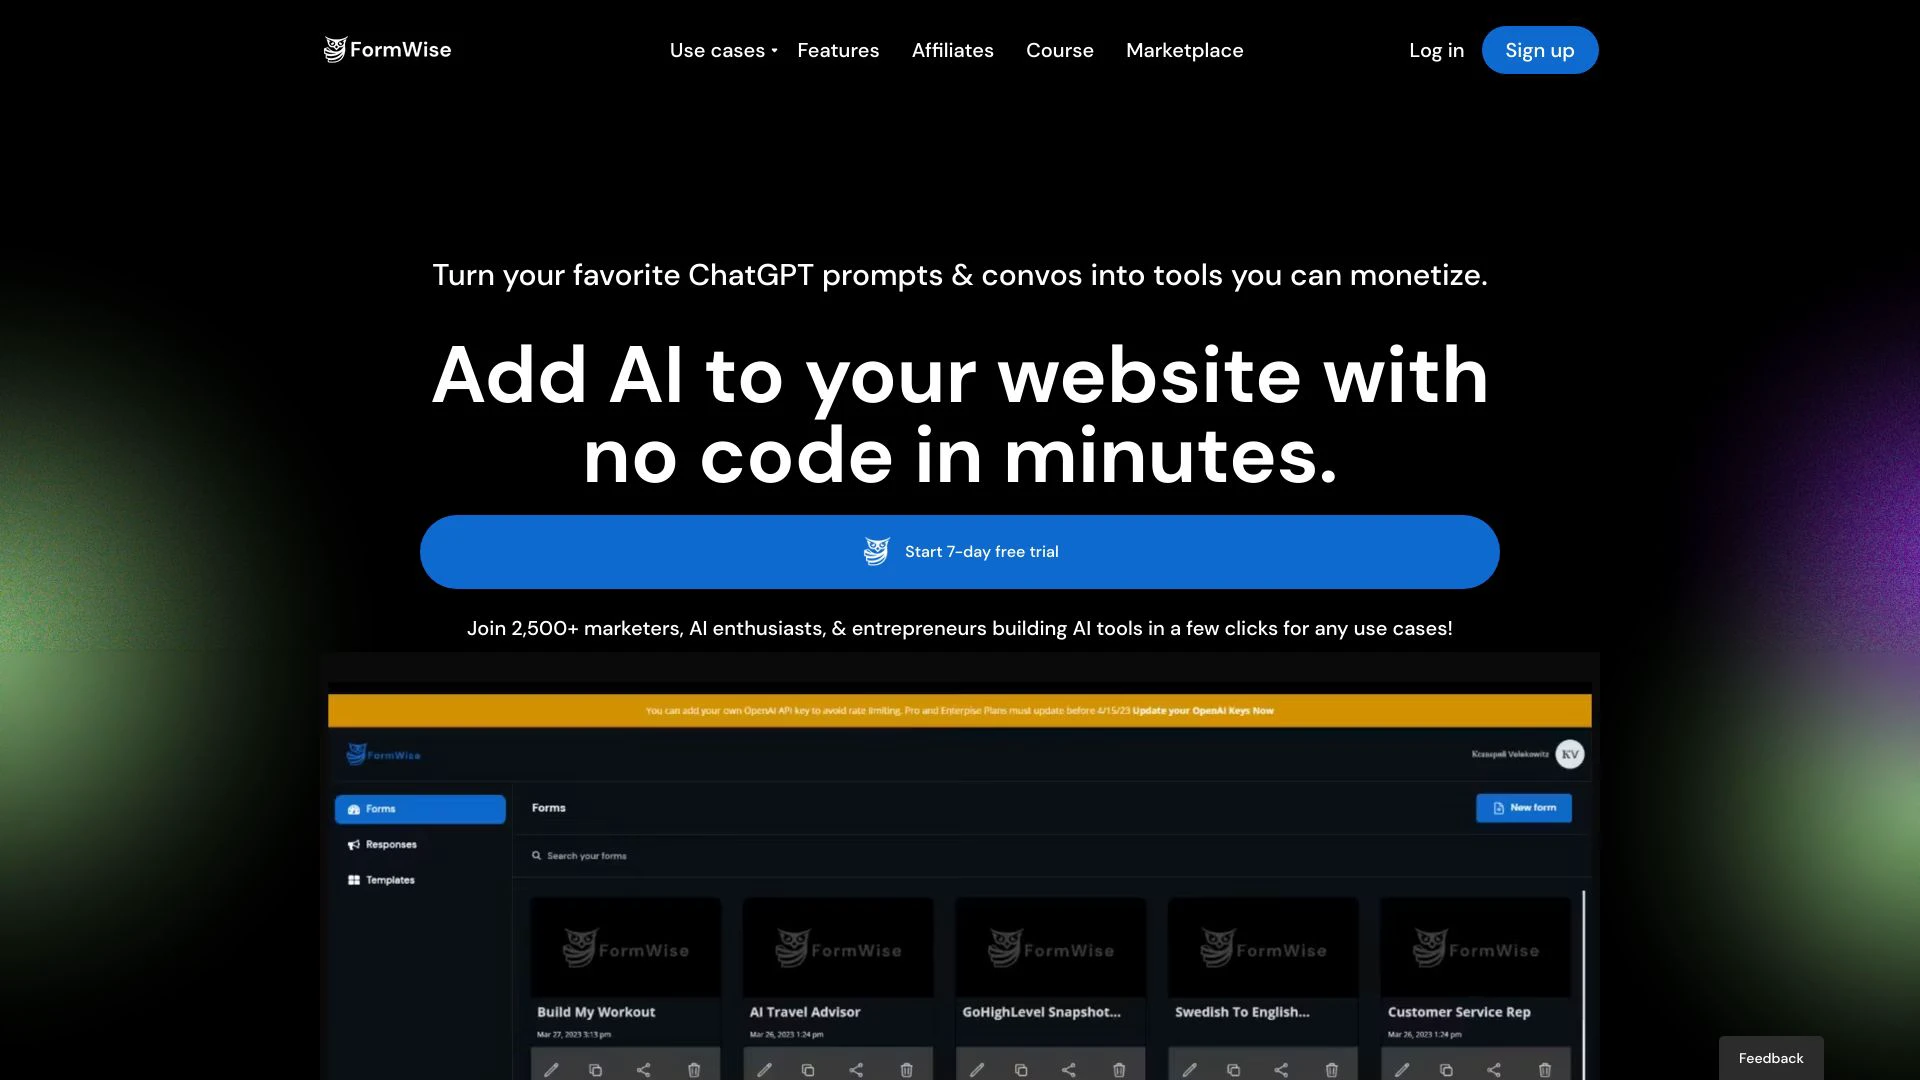 FormWise
Use cases
Features
Affiliates
Course
Marketplace
Log in
Sign up
Turn your favorite ChatGPT prompts & convos into tools you can monetize.
Add AI to your website with
no code in minutes.
Start 7-day free trial
Join 2,500+ marketers, AI enthusiasts, & entrepreneurs building AI tools in a few clicks for any use cases!
You can add your own OpenAI API key to avoid rate limiting. Pro and Enterpise Plans must update before 4/15/23 Update your OpenAI Keys Now
FormWise
KV
Forms
Responses
Templates
Forms
New form
Search your forms
FormWise
FormWise
FormWise
FormWise
FormWise
Build My Workout
AI Travel Advisor
GoHighLevel Snapshot...
Swedish To English...
Customer Service Rep
Mar 27, 2023 3:13 pm
Mar 26, 2023 1:24 pm
Mar 26, 2023 1:24 pm
Feedback